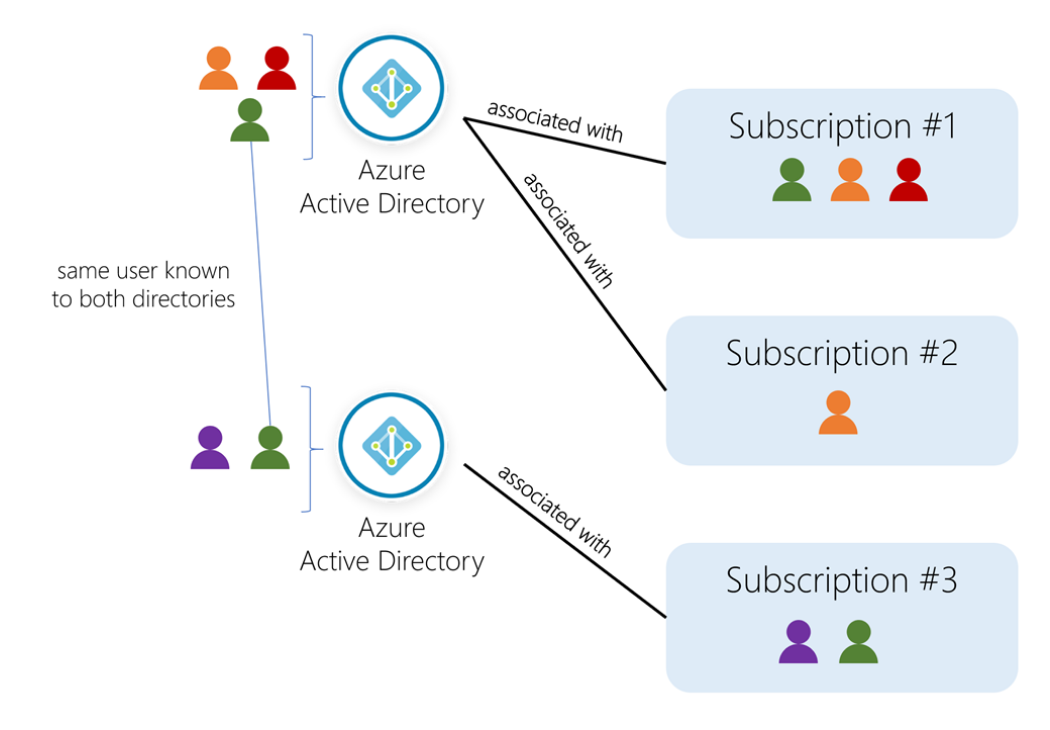 Azure
Active Directory
associated with
Subscription #1
associated with
same user known
to both directories
Subscription #2
Azure
Active Directory
associated with
Subscription #3